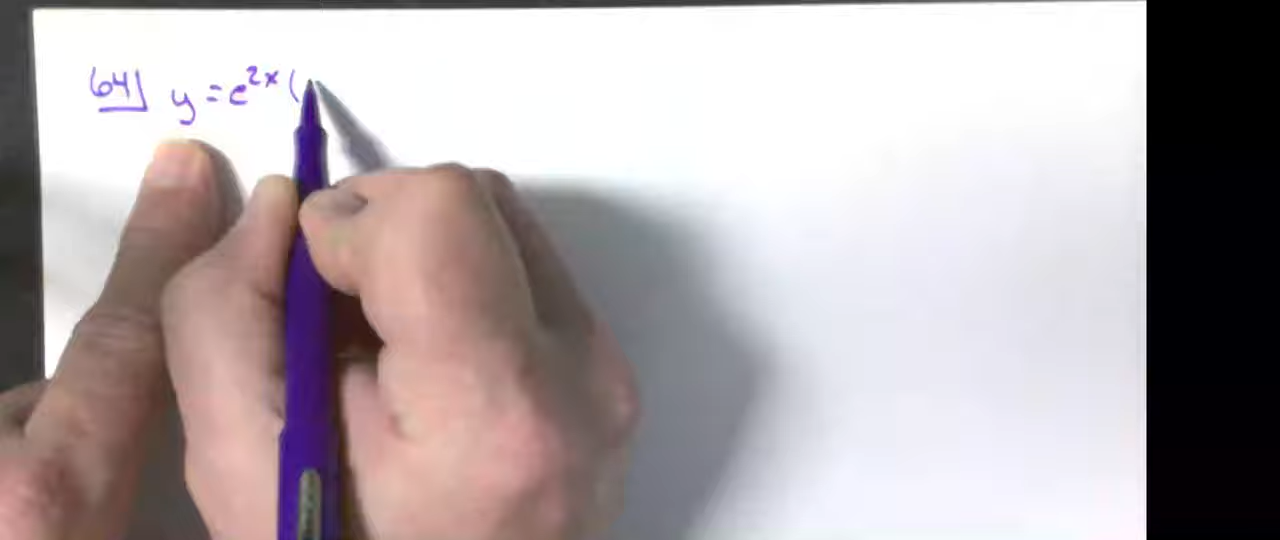 64] y = e^{2x} (